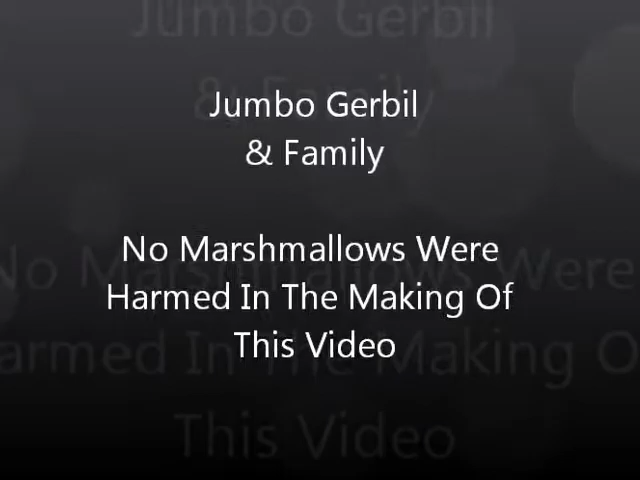 Jumbo Gerbil
& Family
No Marshmallows Were
Harmed In The Making Of
This Video